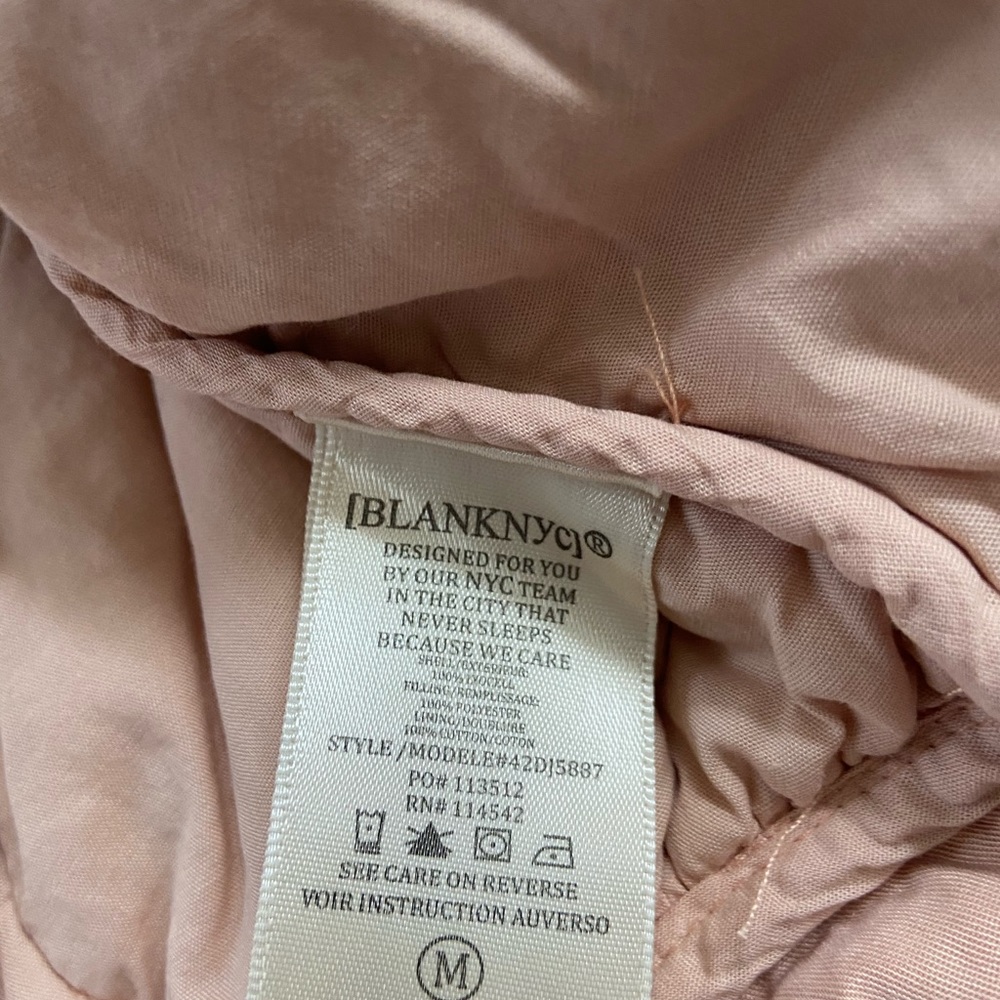 [BLANKNYC]®
DESIGNED FOR YOU
BY OUR NYC TEAM
IN THE CITY THAT
NEVER SLEEPS
BECAUSE WE CARE
SHELL/EXTERIEUR:
100%
FILLING/REMPLISSAGE:
100% POLYESTER
LINING/DOUBLURE
100% COTTON/COTON
STYLE/MODELE#42DJ5887
PO# 113512
RN# 114542
SEE CARE ON REVERSE
VOIR INSTRUCTION AUVERSO
M